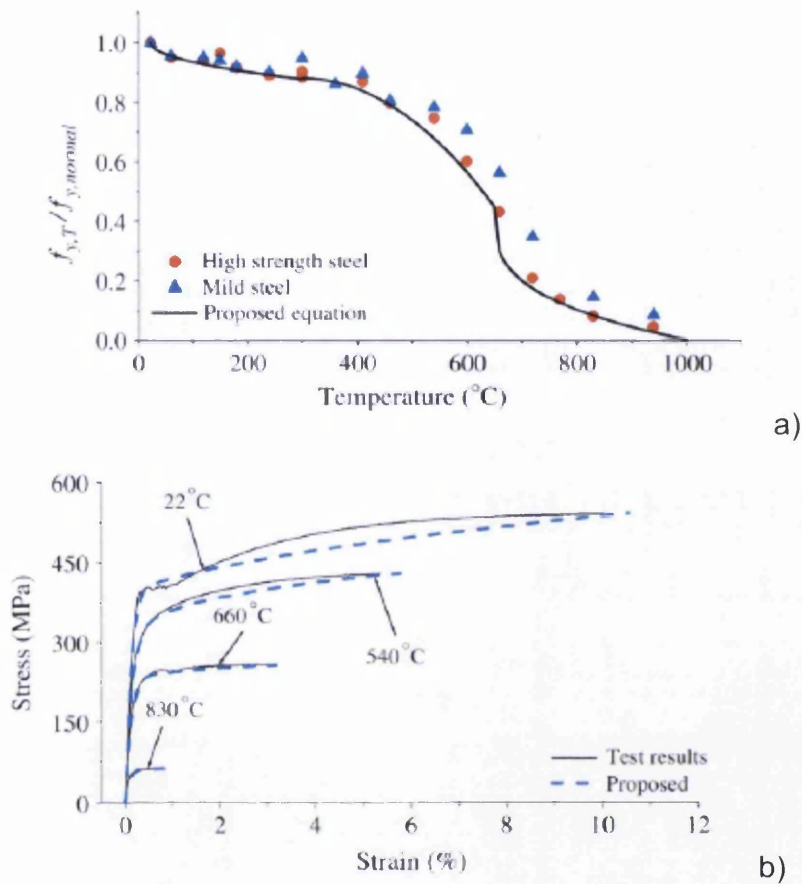 1.0
0.8
0.6
0.4
0.2
0.0
f_{y,T} / f_{y,normal}
High strength steel
Mild steel
Proposed equation
0 200 400 600 800 1000
Temperature (°C)
a)
600
450
300
150
0
Stress (MPa)
22°C
660°C
540°C
830°C
Test results
Proposed
0 2 4 6 8 10 12
Strain (%)
b)